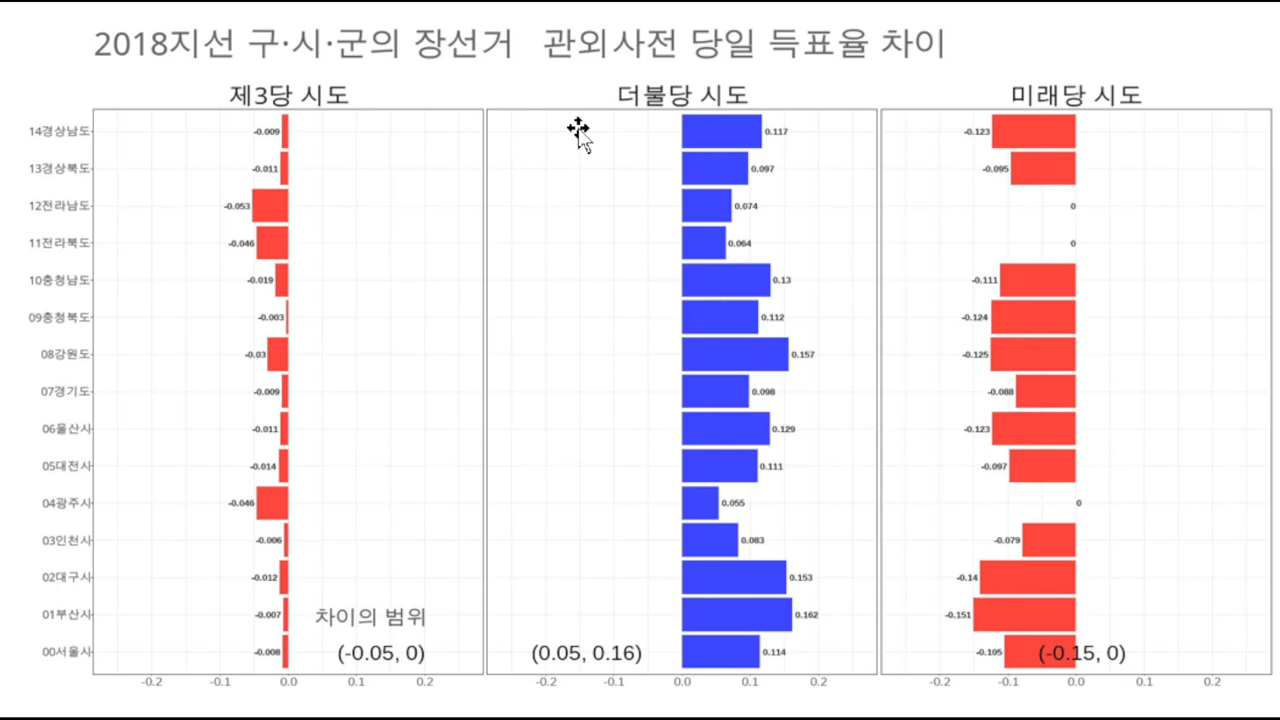 2018지선 구·시·군의 장선거 관외사전 당일 득표율 차이
제3당 시도 더불당 시도 미래당 시도
14경상남도 -0.009 0.117 -0.123
13경상북도 -0.011 0.097 -0.095
12전라남도 -0.053 0.074 0
11전라북도 -0.046 0.064 0
10충청남도 -0.019 0.13 -0.111
09충청북도 -0.003 0.112 -0.124
08강원도 -0.03 0.157 -0.125
07경기도 -0.009 0.098 -0.088
06울산시 -0.011 0.129 -0.123
05대전시 -0.014 0.111 -0.097
04광주시 -0.046 0.055 0
03인천시 -0.006 0.083 -0.079
02대구시 -0.012 0.153 -0.14
01부산시 -0.007 차이의 범위 0.162 -0.151
00서울시 -0.008 (-0.05, 0) (0.05, 0.16) 0.114 -0.105 (-0.15, 0)
-0.2 -0.1 0.0 0.1 0.2 -0.2 -0.1 0.0 0.1 0.2 -0.2 -0.1 0.0 0.1 0.2